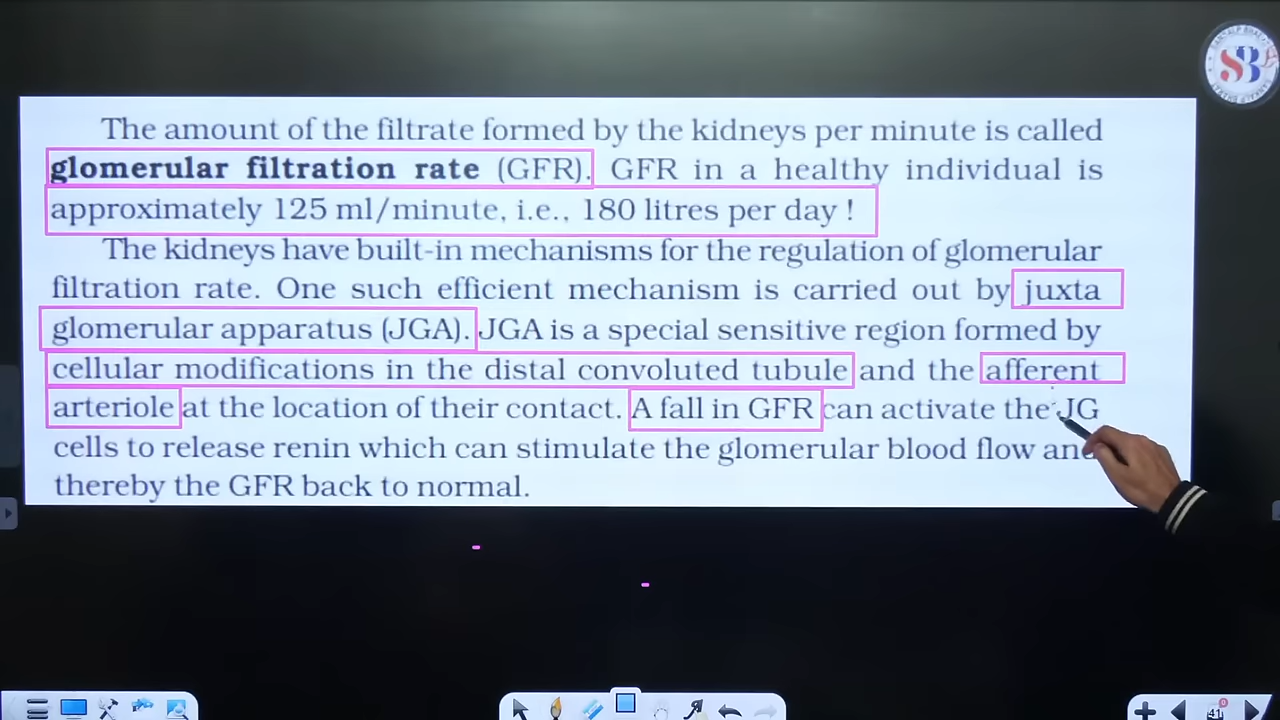 The amount of the filtrate formed by the kidneys per minute is called
glomerular filtration rate (GFR). GFR in a healthy individual is
approximately 125 ml/minute, i.e., 180 litres per day !
The kidneys have built-in mechanisms for the regulation of glomerular
filtration rate. One such efficient mechanism is carried out by juxta
glomerular apparatus (JGA). JGA is a special sensitive region formed by
cellular modifications in the distal convoluted tubule and the afferent
arteriole at the location of their contact. A fall in GFR can activate the JG
cells to release renin which can stimulate the glomerular blood flow and
thereby the GFR back to normal.
SB
41